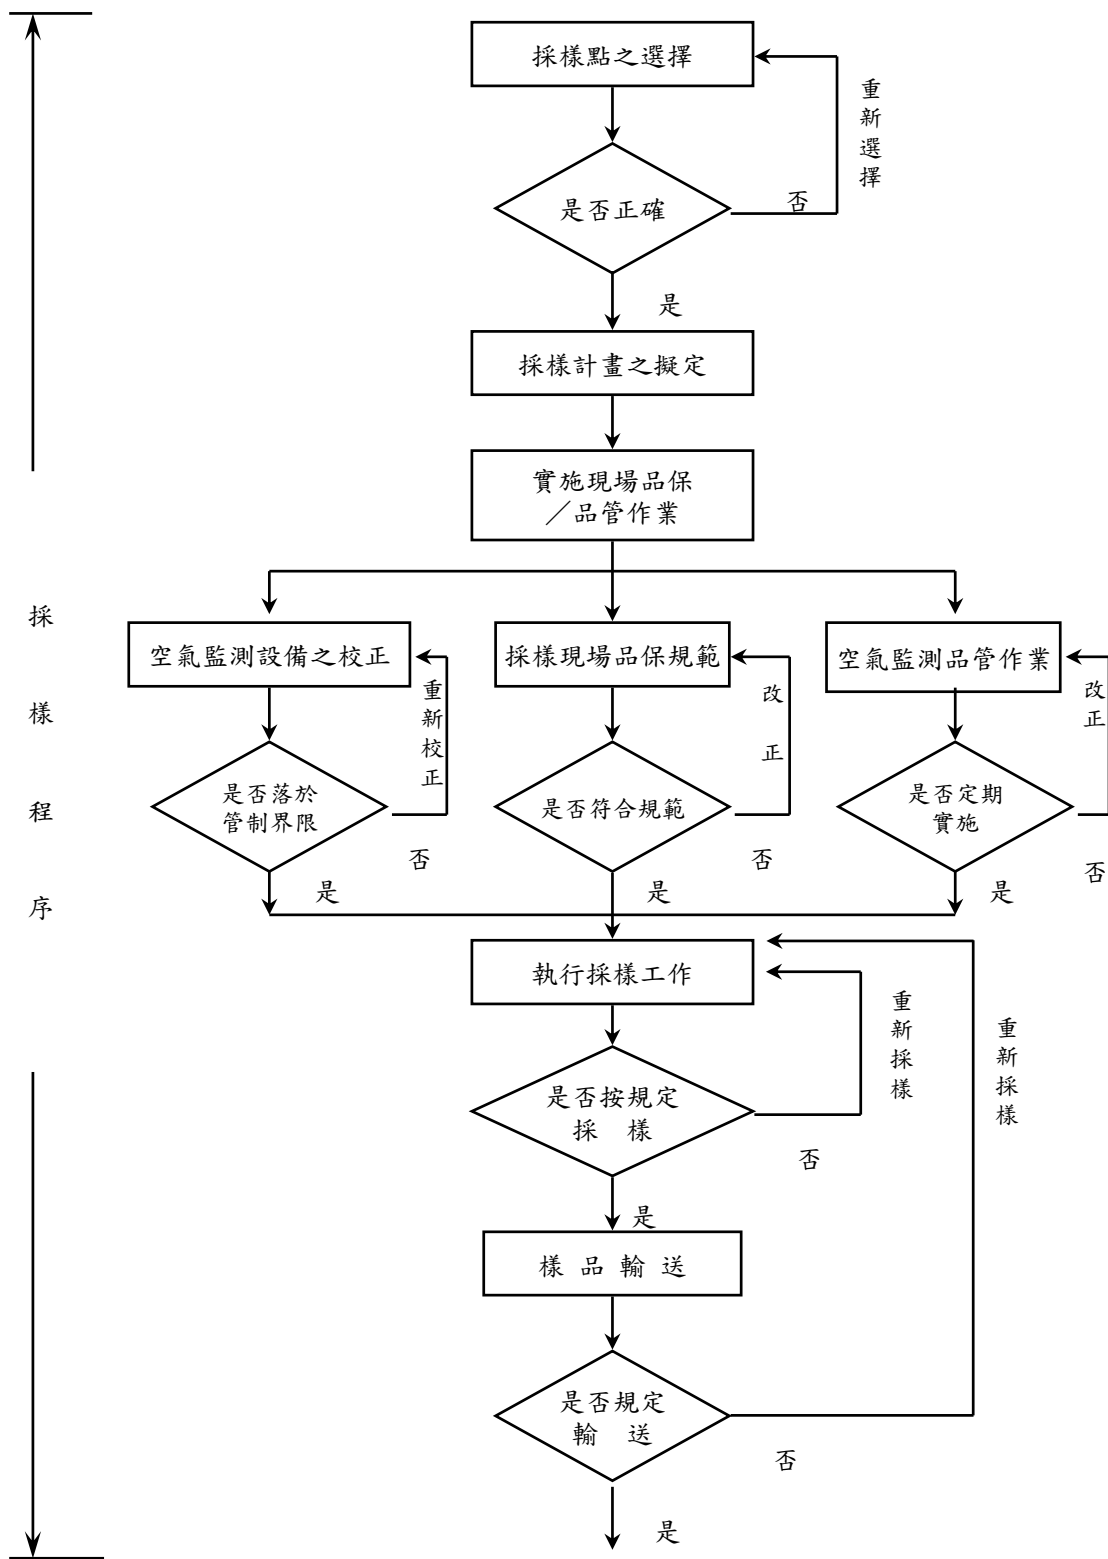 採樣點之選擇
重新選擇
是否正確
否
是
採樣計畫之擬定
實施現場品保
／品管作業
採樣程序
空氣監測設備之校正
採樣現場品保規範
空氣監測品管作業
重新校正
改正
改正
是否落於
管制界限
是否符合規範
是否定期
實施
否
否
否
是
是
是
執行採樣工作
重新採樣
重新採樣
是否按規定
採 樣
否
是
樣 品 輸 送
是否規定
輸 送
否
是